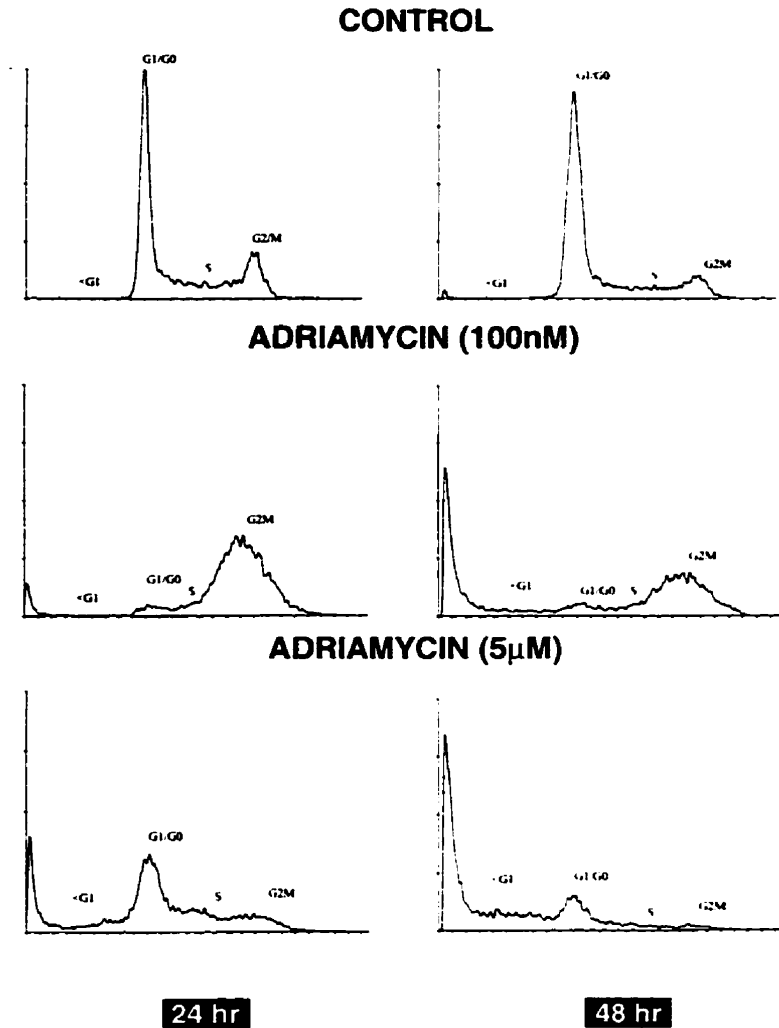 CONTROL
G1/G0
<G1
S
G2/M
G1/G0
<G1
S
G2M
ADRIAMYCIN (100nM)
<G1
G1/G0
S
G2M
<G1
G1/G0
S
G2M
ADRIAMYCIN (5µM)
<G1
G1/G0
S
G2M
<G1
G1/G0
S
G2M
24 hr
48 hr